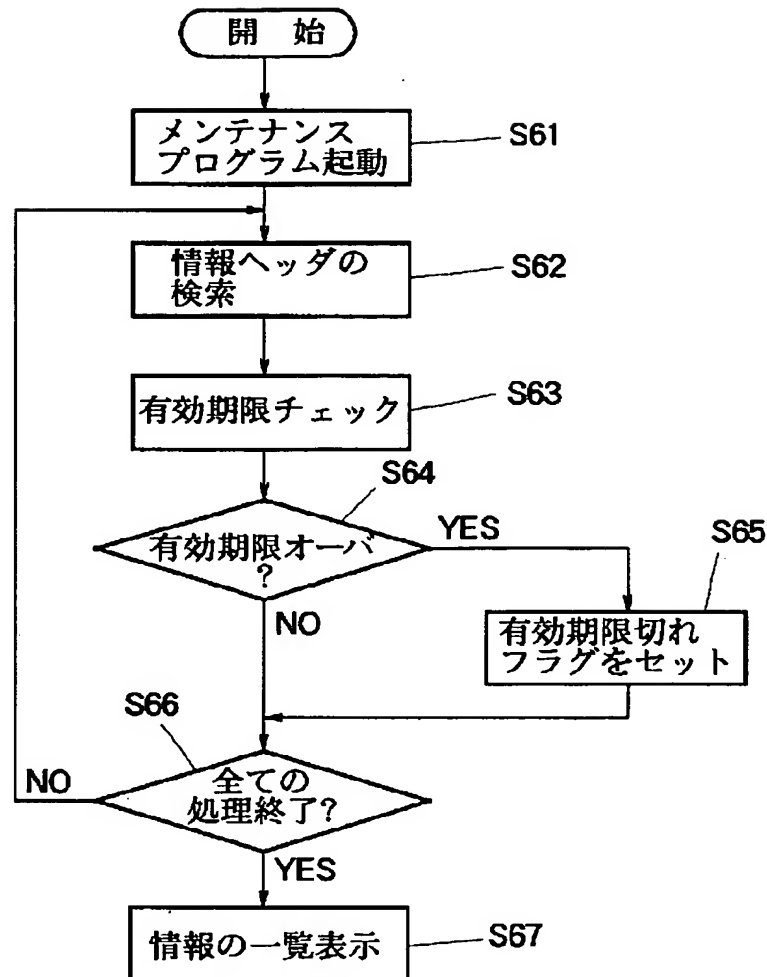 開 始
メンテナンス
プログラム起動
S61
情報ヘッダの
検索
S62
有効期限チェック
S63
S64
有効期限オーバ
?
YES
NO
S65
有効期限切れ
フラグをセット
S66
全ての
処理終了?
NO
YES
情報の一覧表示
S67